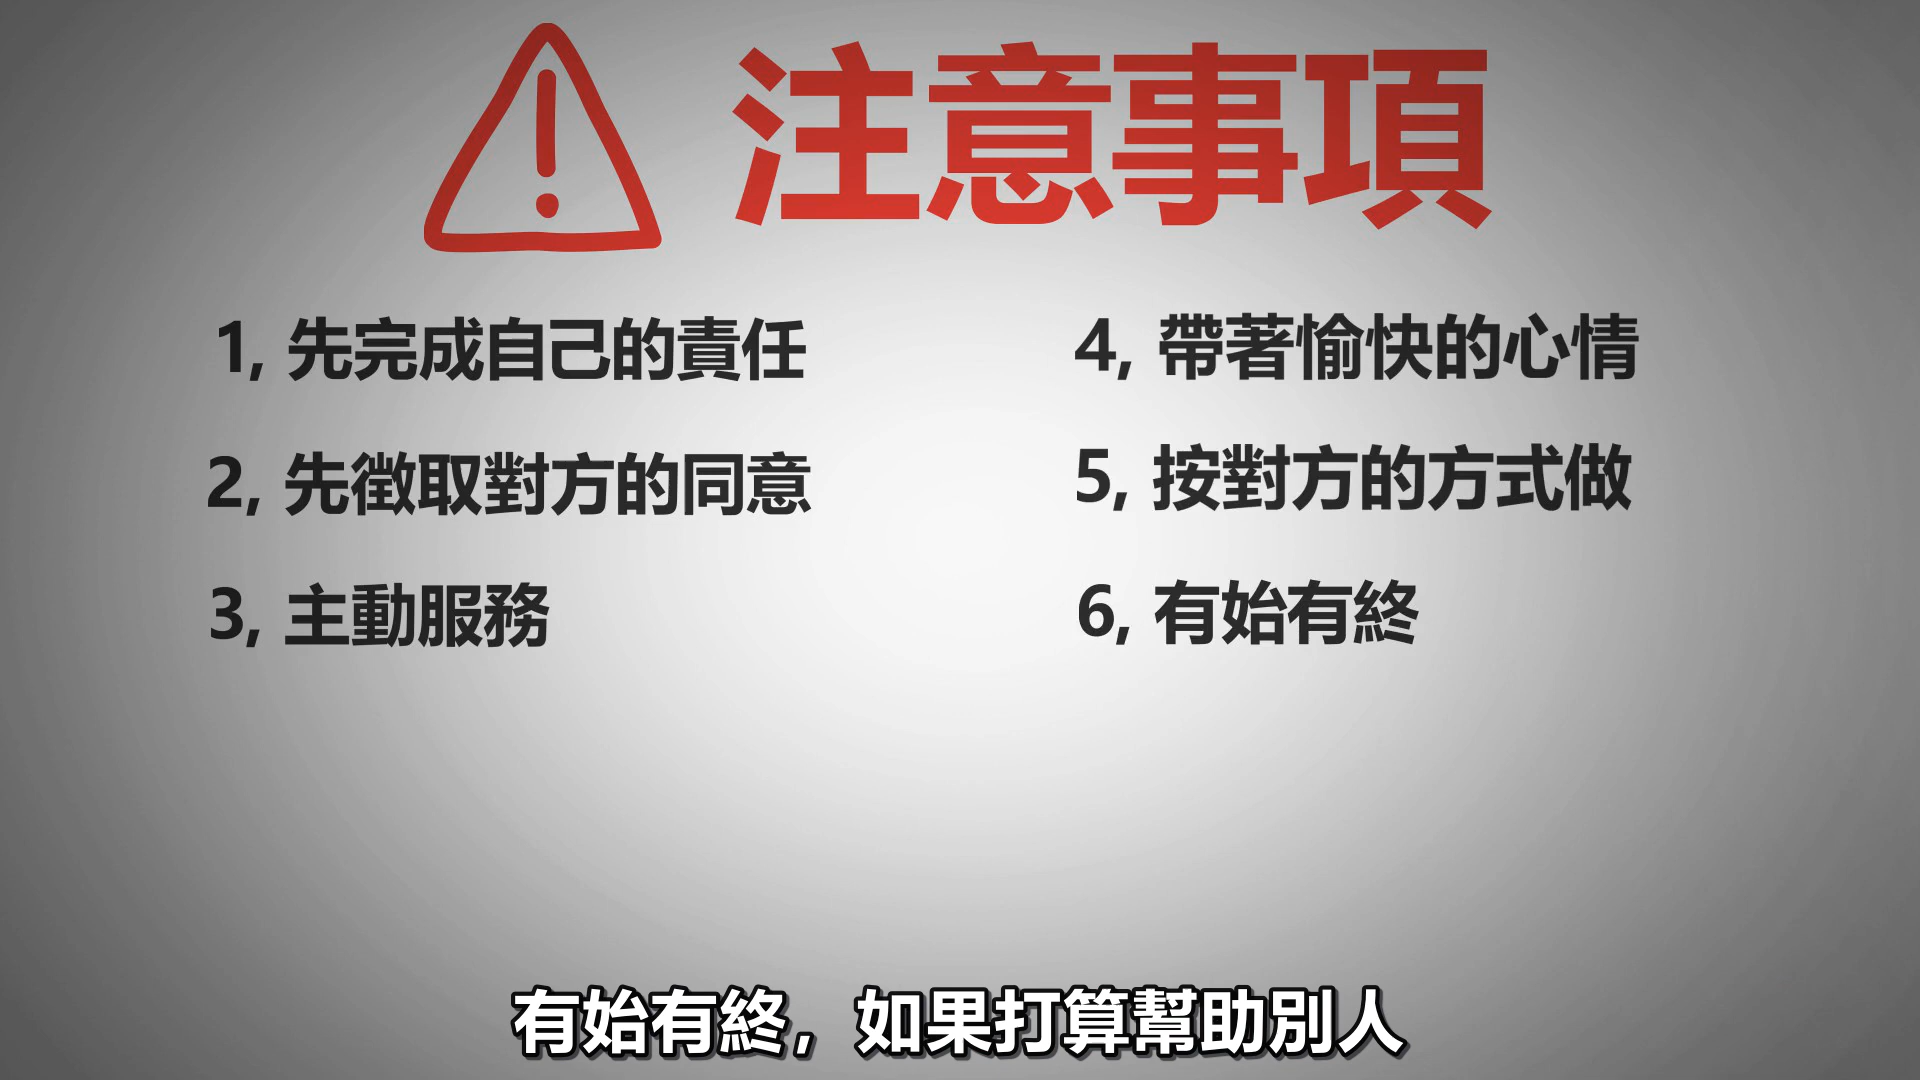 注意事項
1, 先完成自己的責任
2, 先徵取對方的同意
3, 主動服務
4, 帶著愉快的心情
5, 按對方的方式做
6, 有始有終
有始有終，如果打算幫助別人